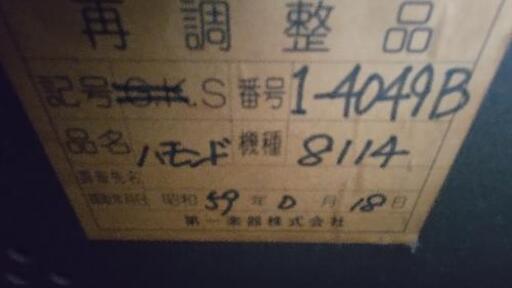 再調整品
記号 S 番号 1-4049B
品名 ハモンド 機種 8114
昭和 59 年 D 月 18 日
第一楽器株式会社